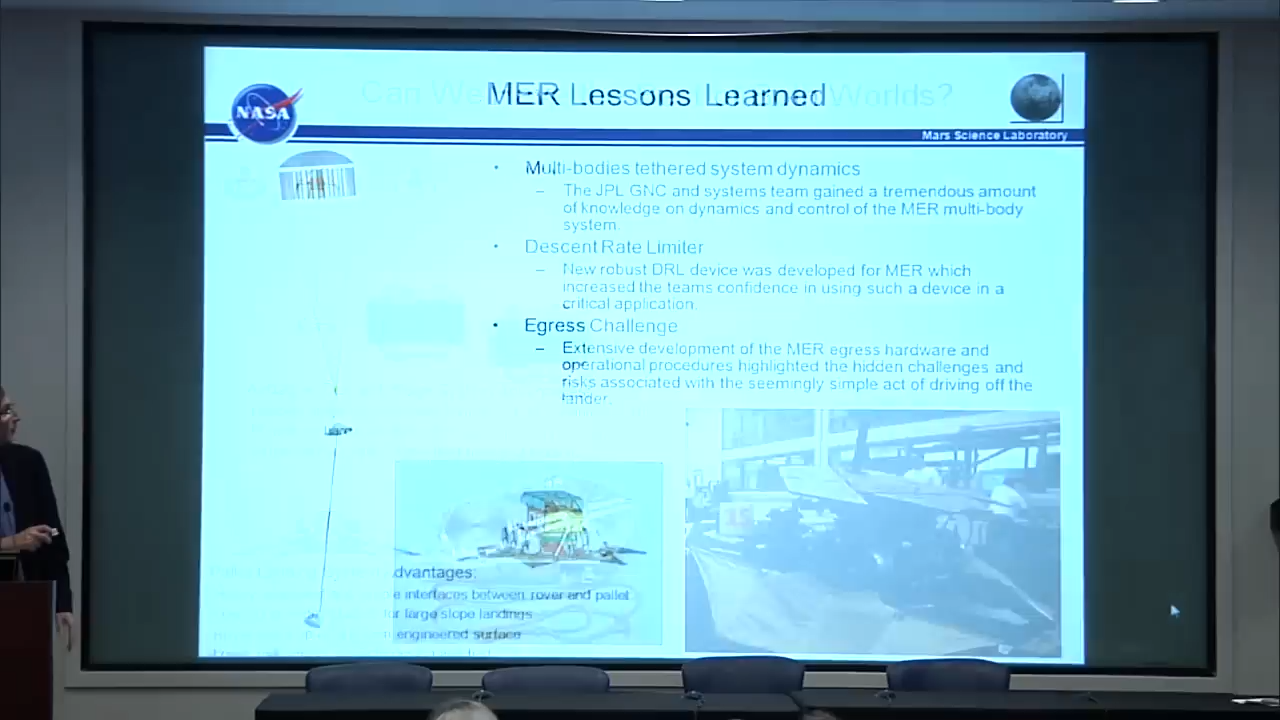 Can We Worlds?
MER Lessons Learned
NASA
Mars Science Laboratory
• Multi-bodies tethered system dynamics
– The JPL GNC and systems team gained a tremendous amount
of knowledge on dynamics and control of the MER multi-body
system.
• Descent Rate Limiter
– New robust DRL device was developed for MER which
increased the teams confidence in using such a device in a
critical application.
• Egress Challenge
– Extensive development of the MER egress hardware and
operational procedures highlighted the hidden challenges and
risks associated with the seemingly simple act of driving off the
lander.
advantages:
interfaces between rover and pallet
for large slope landings
engineered surface